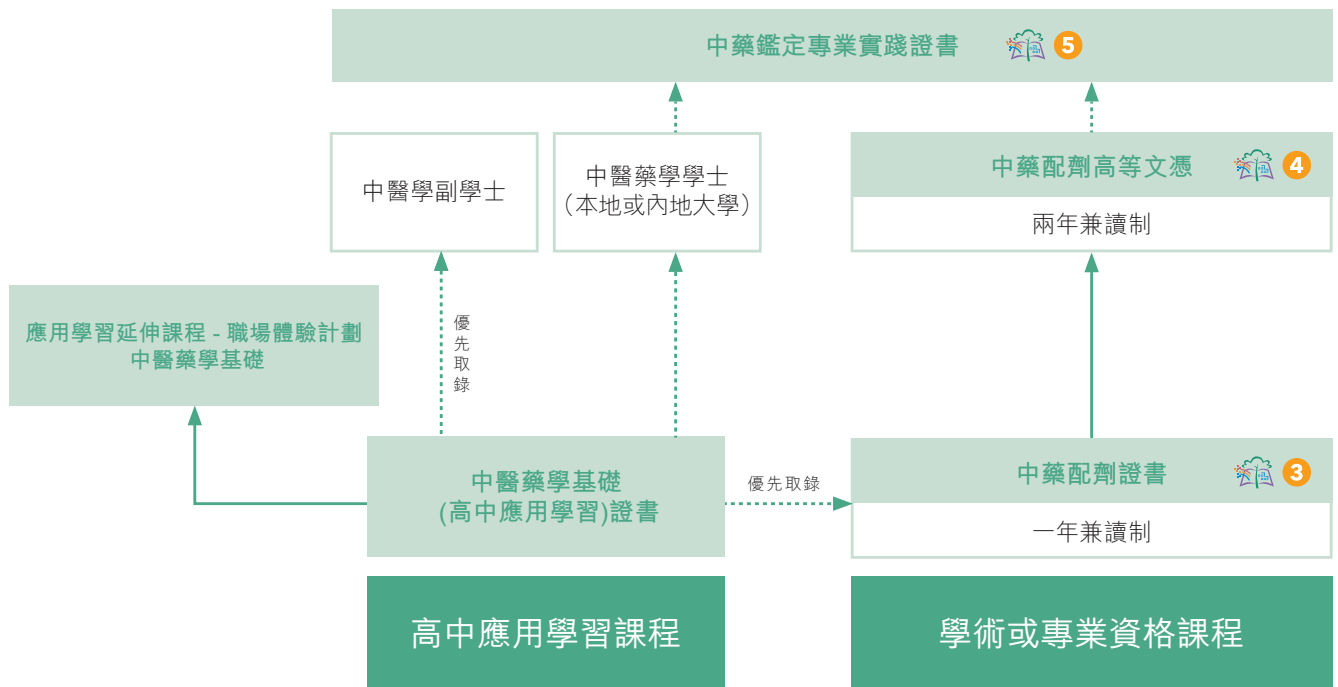 中藥鑑定專業實踐證書 5
中醫學副學士
中醫藥學學士
（本地或內地大學）
中藥配劑高等文憑 4
兩年兼讀制
應用學習延伸課程 - 職場體驗計劃
中醫藥學基礎
優先取錄
中醫藥學基礎
(高中應用學習)證書
優先取錄
中藥配劑證書 3
一年兼讀制
高中應用學習課程
學術或專業資格課程